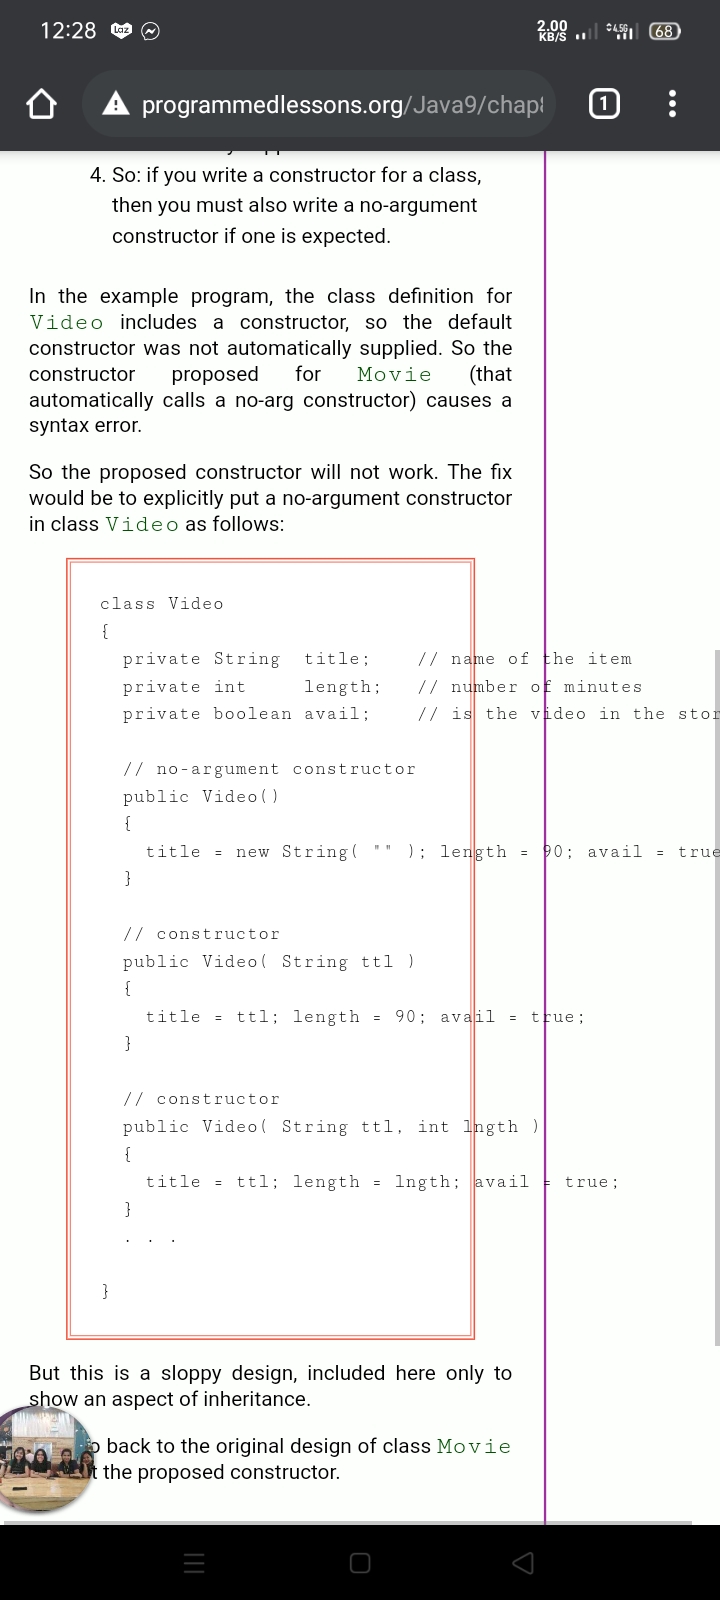 12:28
Laz
2.00
KB/S
4.5G
68
programmedlessons.org/Java9/chap
1
4. So: if you write a constructor for a class,
then you must also write a no-argument
constructor if one is expected.
In the example program, the class definition for
Video includes a constructor, so the default
constructor was not automatically supplied. So the
constructor proposed for Movie (that
automatically calls a no-arg constructor) causes a
syntax error.
So the proposed constructor will not work. The fix
would be to explicitly put a no-argument constructor
in class Video as follows:
class Video
{
private String title; // name of the item
private int length; // number of minutes
private boolean avail; // is the video in the stor
// no-argument constructor
public Video()
{
title = new String( "" ); length = 90; avail = true
}
// constructor
public Video( String ttl )
{
title = ttl; length = 90; avail = true;
}
// constructor
public Video( String ttl, int lngth )
{
title = ttl; length = lngth; avail = true;
}
. . .
}
But this is a sloppy design, included here only to
show an aspect of inheritance.
back to the original design of class Movie
the proposed constructor.